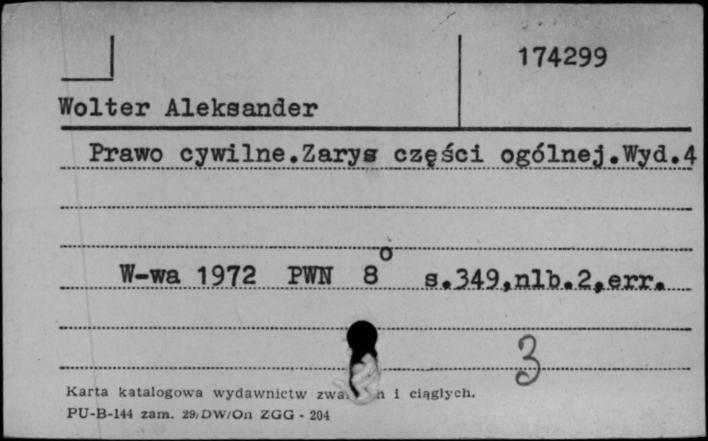 174299
Wolter Aleksander
Prawo cywilne.Zarys części ogólnej.Wyd.4
W-wa 1972 PWN 8° s.349,nlb.2,err.
3
Karta katalogowa wydawnictw i ciągłych.
PU-B-144 zam. 29/DW/On ZGG - 204